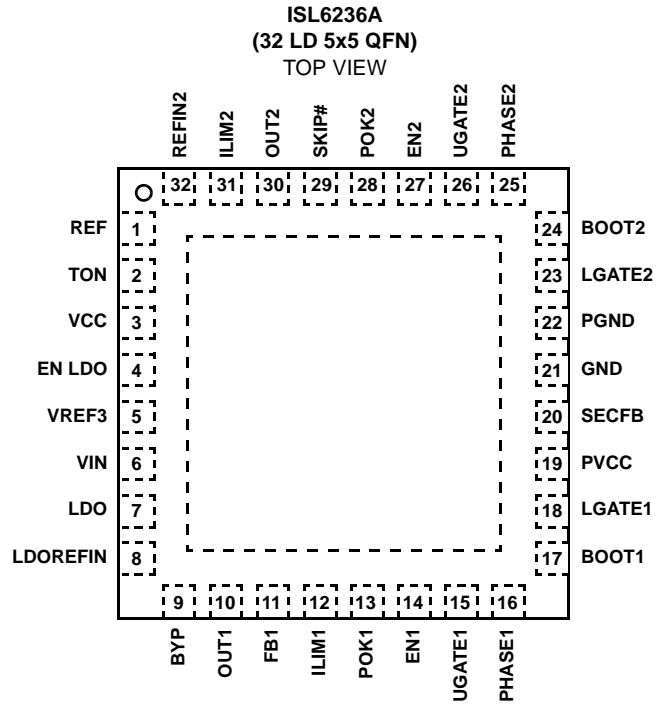 ISL6236A
(32 LD 5x5 QFN)
TOP VIEW
REFIN2
ILIM2
OUT2
SKIP#
POK2
EN2
UGATE2
PHASE2
32 31 30 29 28 27 26 25
REF 1
TON 2
VCC 3
EN LDO 4
VREF3 5
VIN 6
LDO 7
LDOREFIN 8
24 BOOT2
23 LGATE2
22 PGND
21 GND
20 SECFB
19 PVCC
18 LGATE1
17 BOOT1
9 10 11 12 13 14 15 16
BYP
OUT1
FB1
ILIM1
POK1
EN1
UGATE1
PHASE1